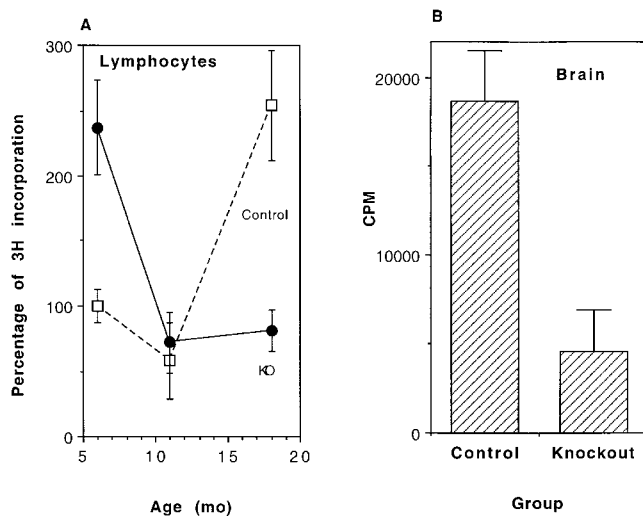 A
Lymphocytes
300
200
100
0
Percentage of 3H incorporation
Control
KO
5
10
15
20
Age (mo)
B
Brain
20000
10000
0
CPM
Control
Knockout
Group